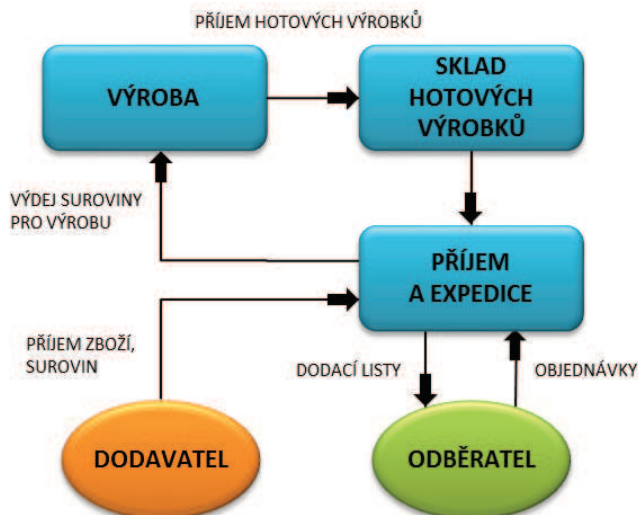 PŘÍJEM HOTOVÝCH VÝROBKŮ
VÝROBA
SKLAD
HOTOVÝCH
VÝROBKŮ
VÝDEJ SUROVINY
PRO VÝROBU
PŘÍJEM
A EXPEDICE
PŘÍJEM ZBOŽÍ,
SUROVIN
DODACÍ LISTY
OBJEDNÁVKY
DODAVATEL
ODBĚRATEL